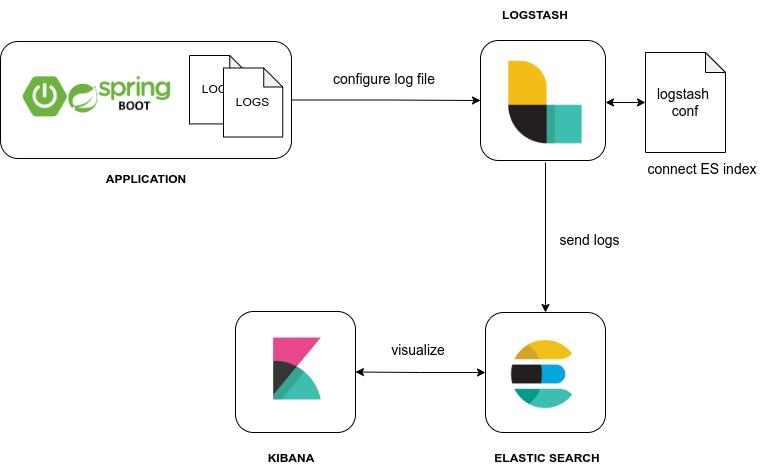 LOGSTASH
configure log file
spring
BOOT
LOGS
logstash
conf
APPLICATION
connect ES index
send logs
visualize
KIBANA
ELASTIC SEARCH